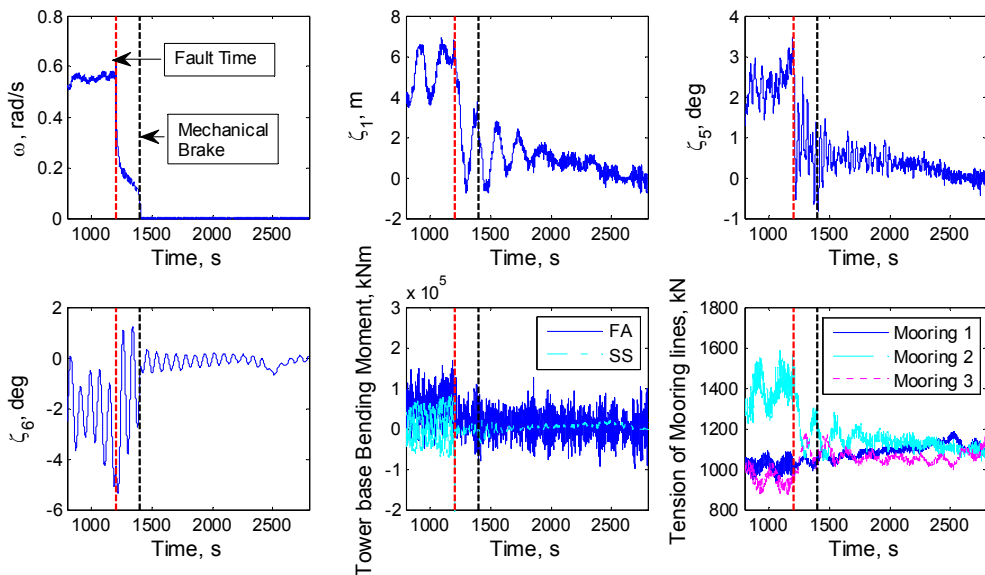 0.8
0.6
0.4
0.2
0
ω, rad/s
Fault Time
Mechanical
Brake
1000 1500 2000 2500
Time, s
8
6
4
2
0
-2
ζ1, m
1000 1500 2000 2500
Time, s
4
3
2
1
0
-1
ζ5, deg
1000 1500 2000 2500
Time, s
2
0
-2
-4
-6
ζ6, deg
1000 1500 2000 2500
Time, s
x 10^5
3
2
1
0
-1
-2
Tower base Bending Moment, kNm
FA
SS
1000 1500 2000 2500
Time, s
1800
1600
1400
1200
1000
800
Tension of Mooring lines, kN
Mooring 1
Mooring 2
Mooring 3
1000 1500 2000 2500
Time, s